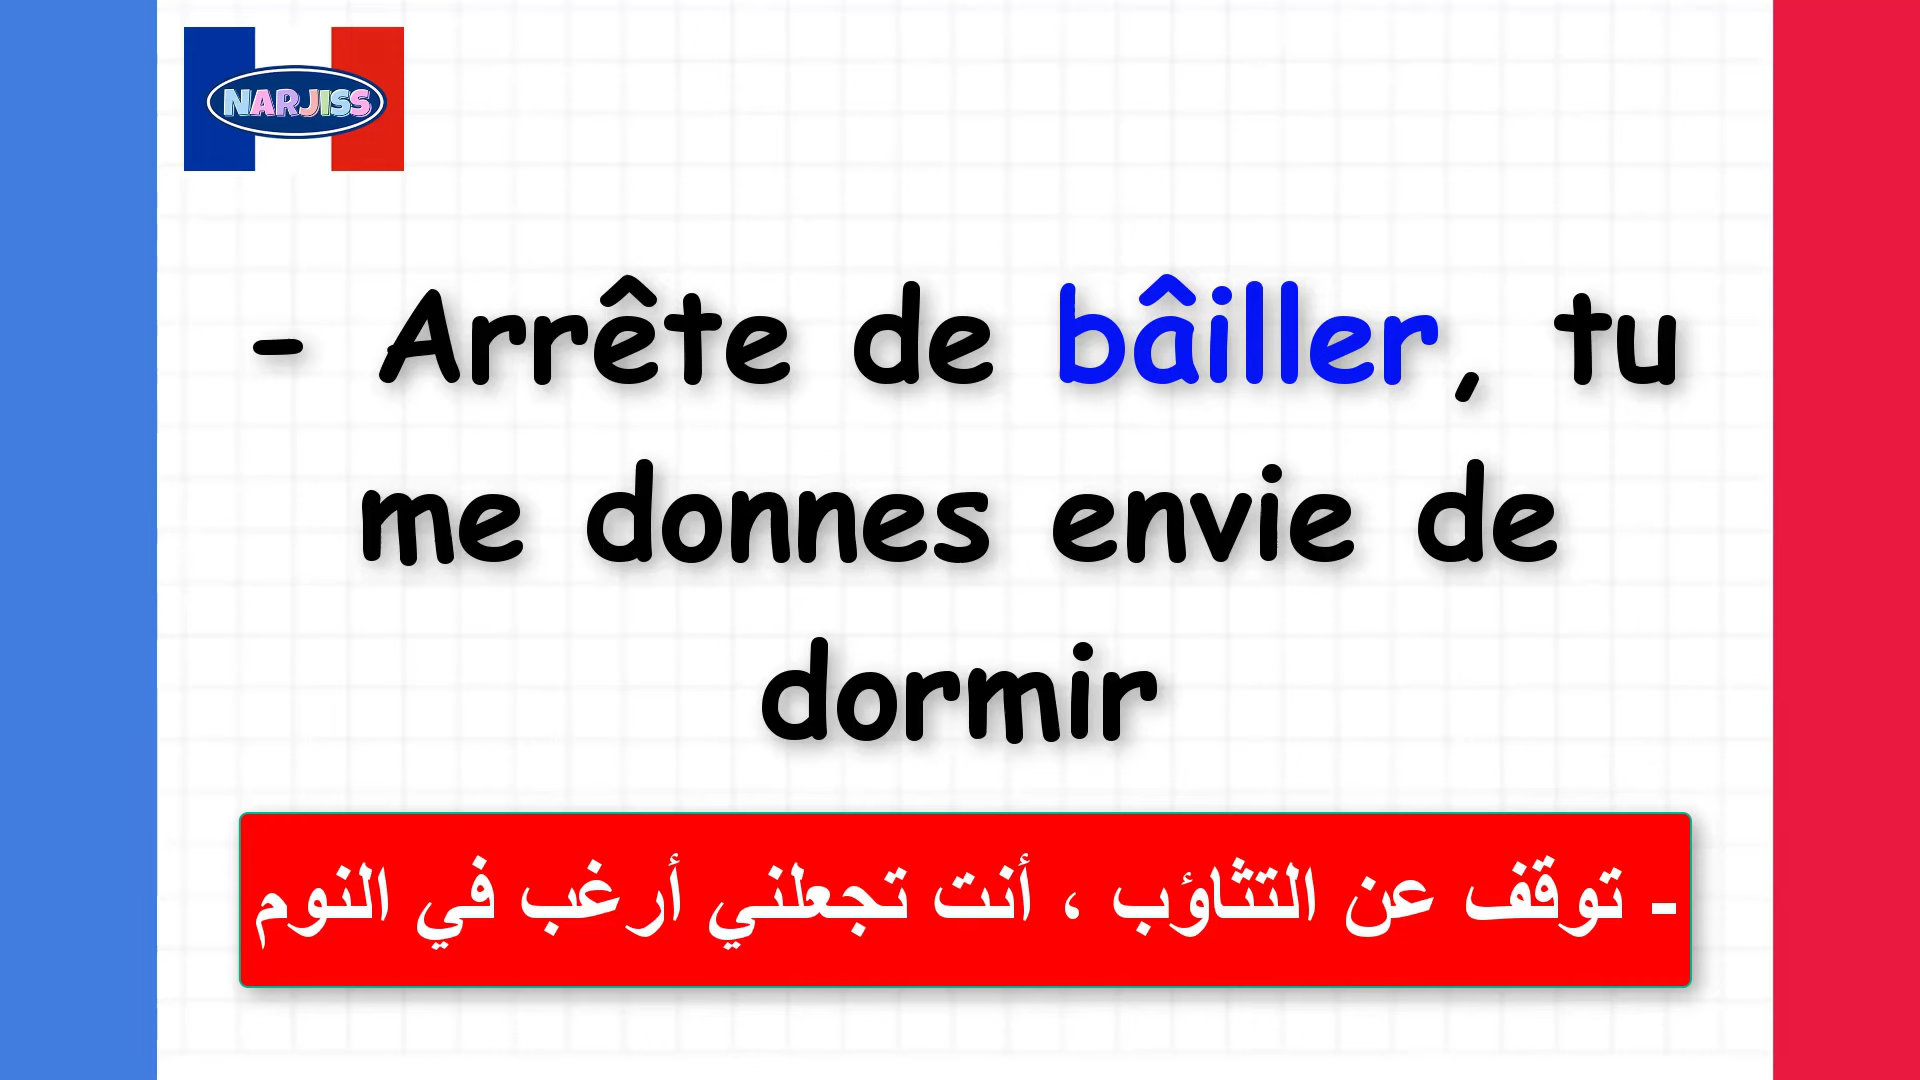 NARJISS
- Arrête de bâiller, tu
me donnes envie de
dormir
- توقف عن التثاؤب ، أنت تجعلني أرغب في النوم